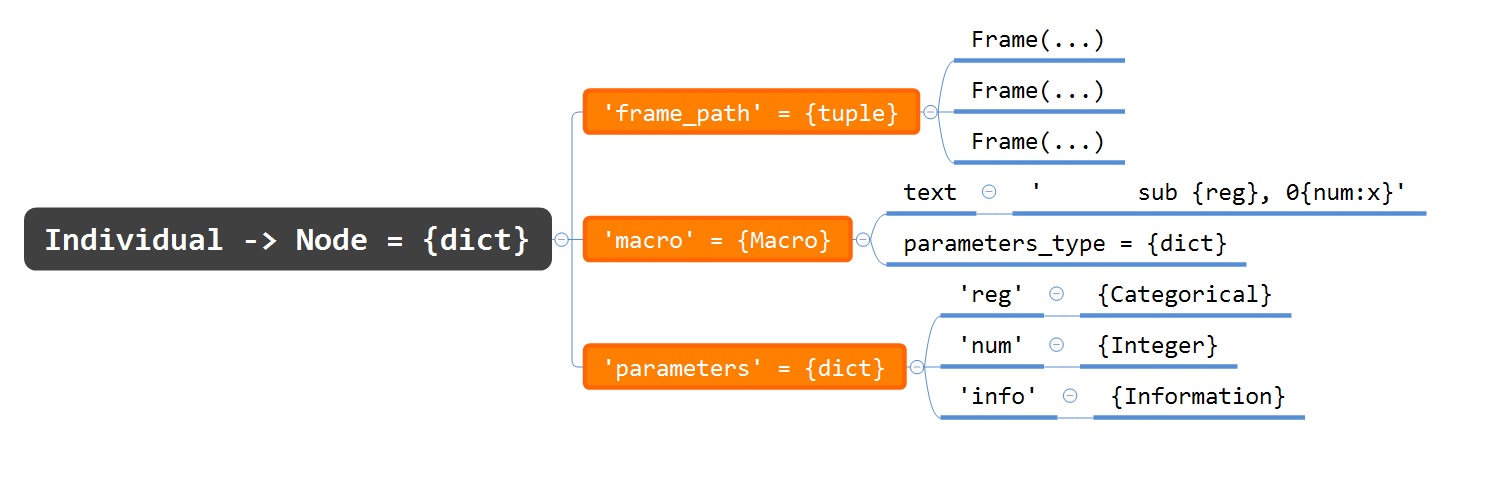 Individual -> Node = {dict}
'frame_path' = {tuple}
Frame(...)
Frame(...)
Frame(...)
'macro' = {Macro}
text
'       sub {reg}, 0{num:x}'
parameters_type = {dict}
'parameters' = {dict}
'reg'
{Categorical}
'num'
{Integer}
'info'
{Information}